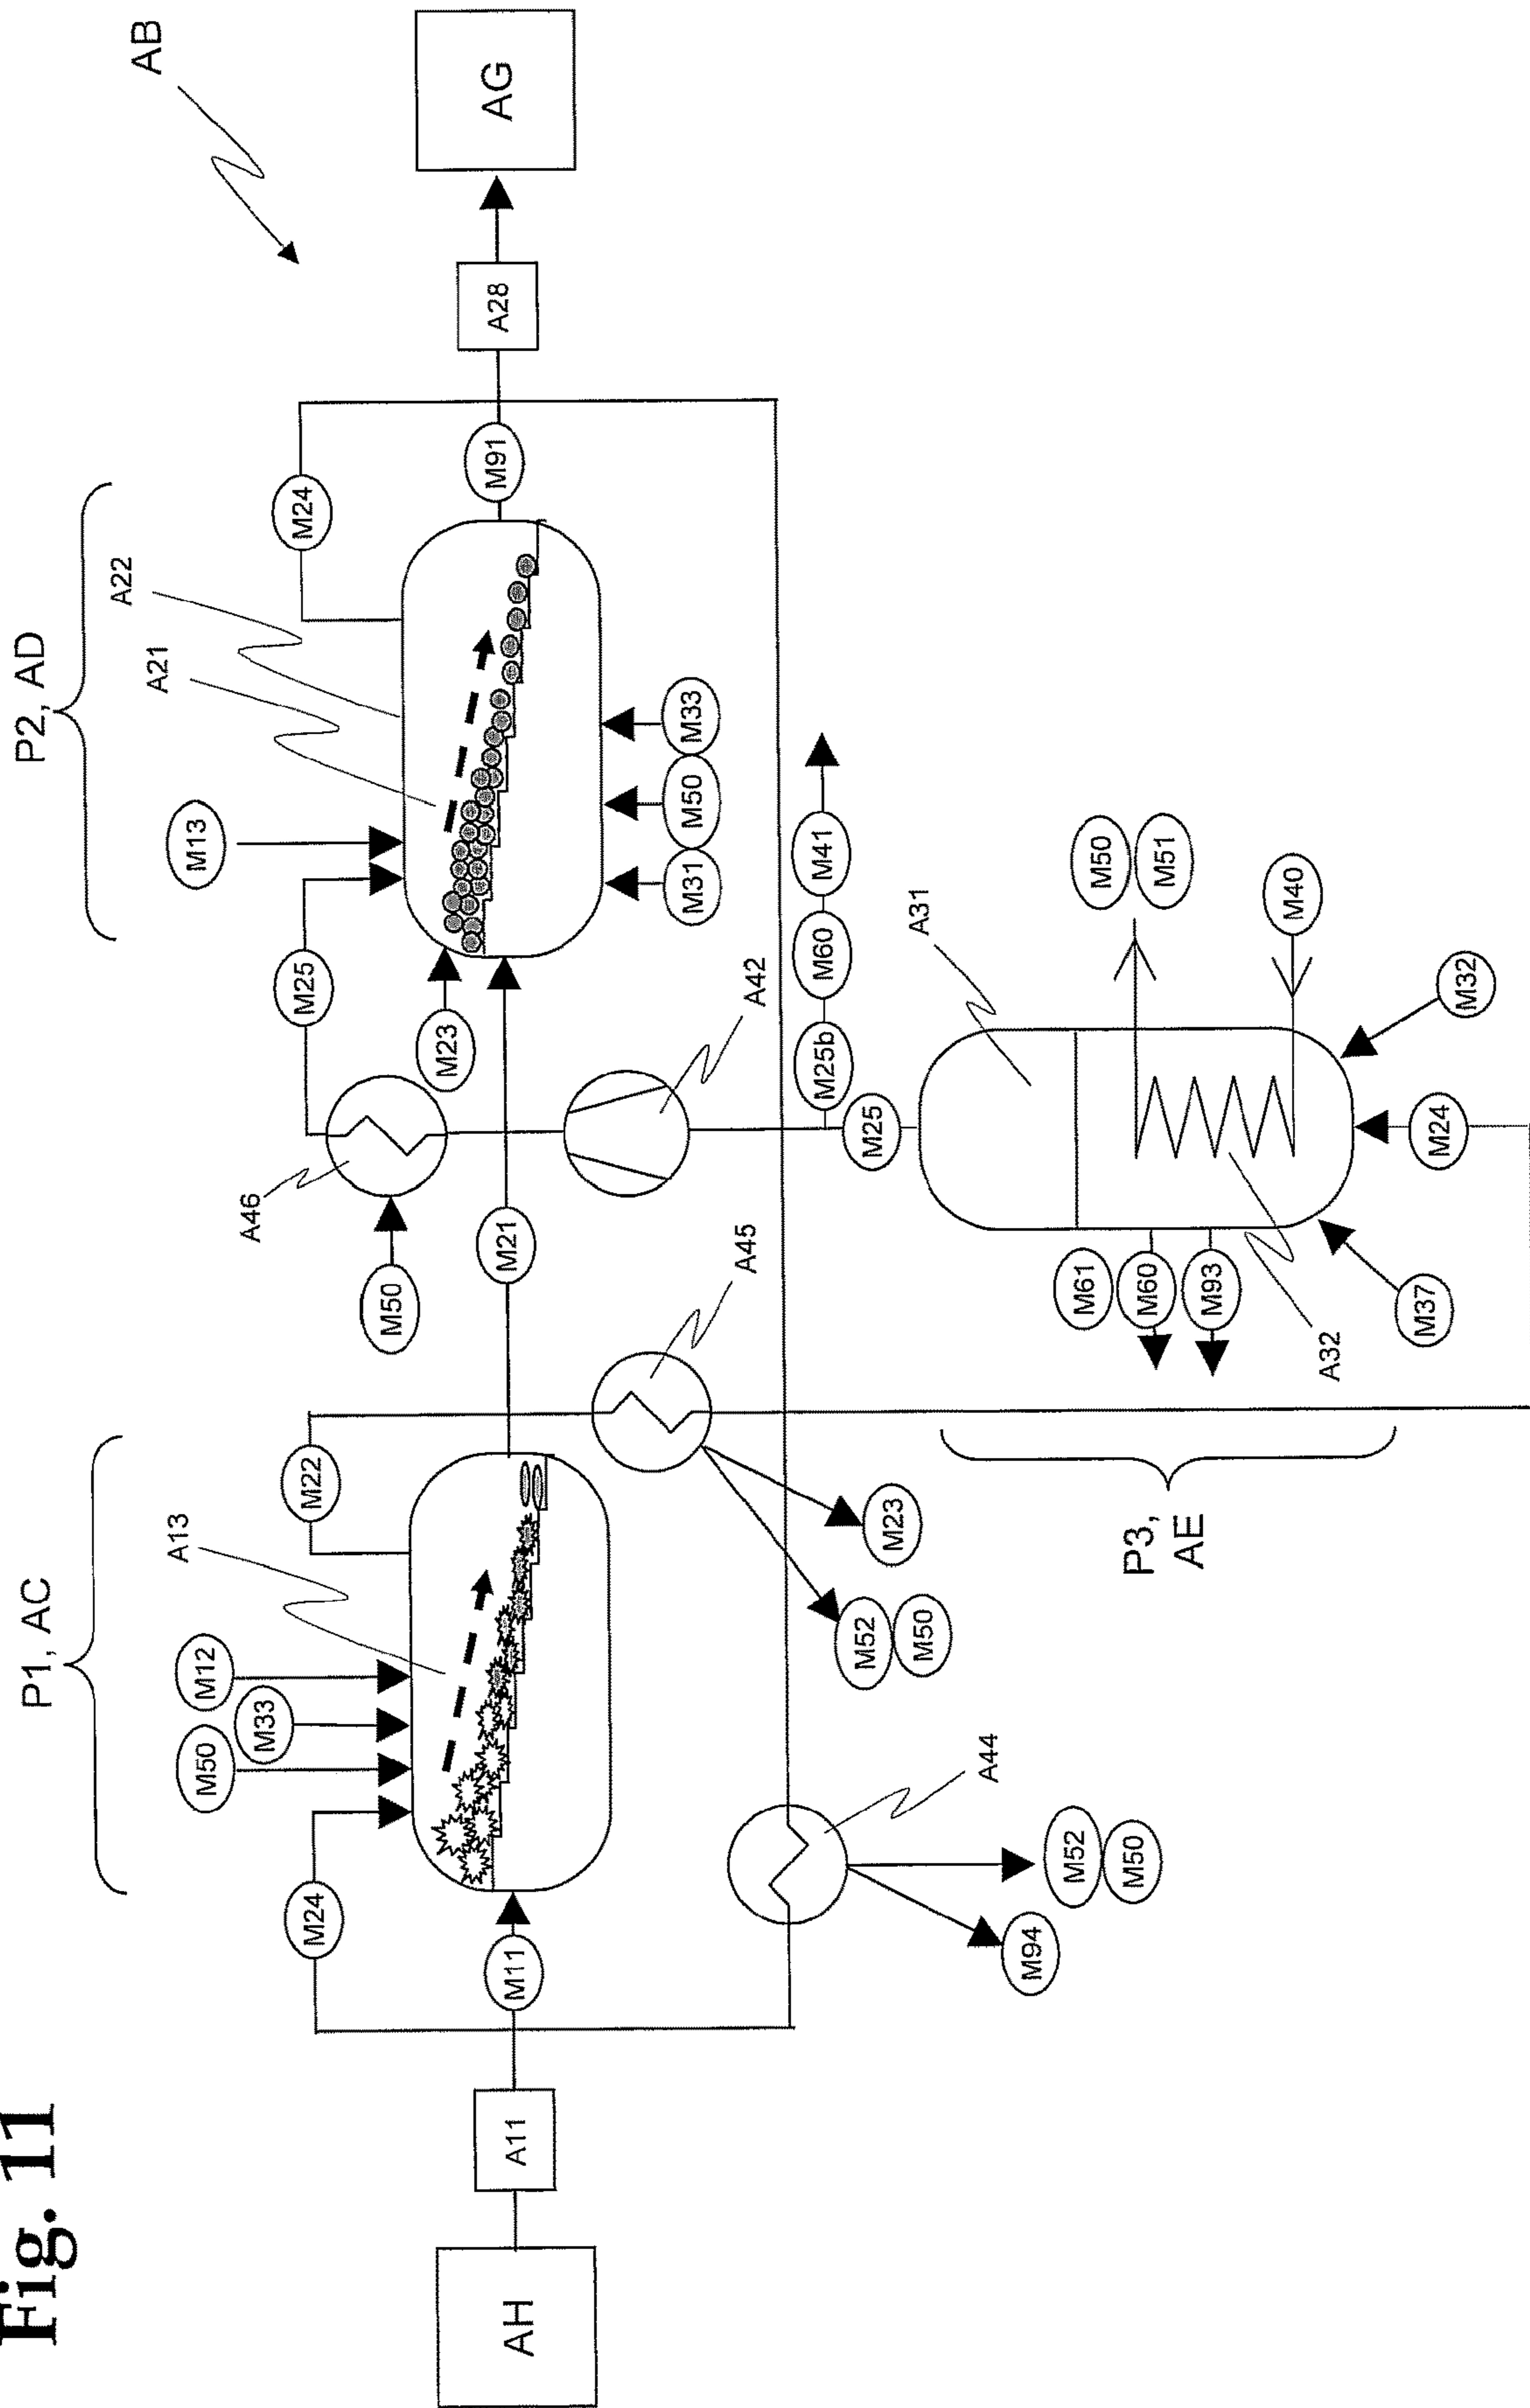 Fig. 11
AB
P1, AC
P2, AD
A13
A21
A22
M24
M50
M33
M12
M22
M25
M13
M24
AH
A11
M11
M21
M23
M91
A28
AG
M50
A46
A42
A45
M31
M50
M33
A44
M94
M52
M50
M52
M50
M23
M25
M25b
M60
M41
P3,
AE
A31
A32
M61
M60
M93
M50
M51
M40
M37
M24
M32